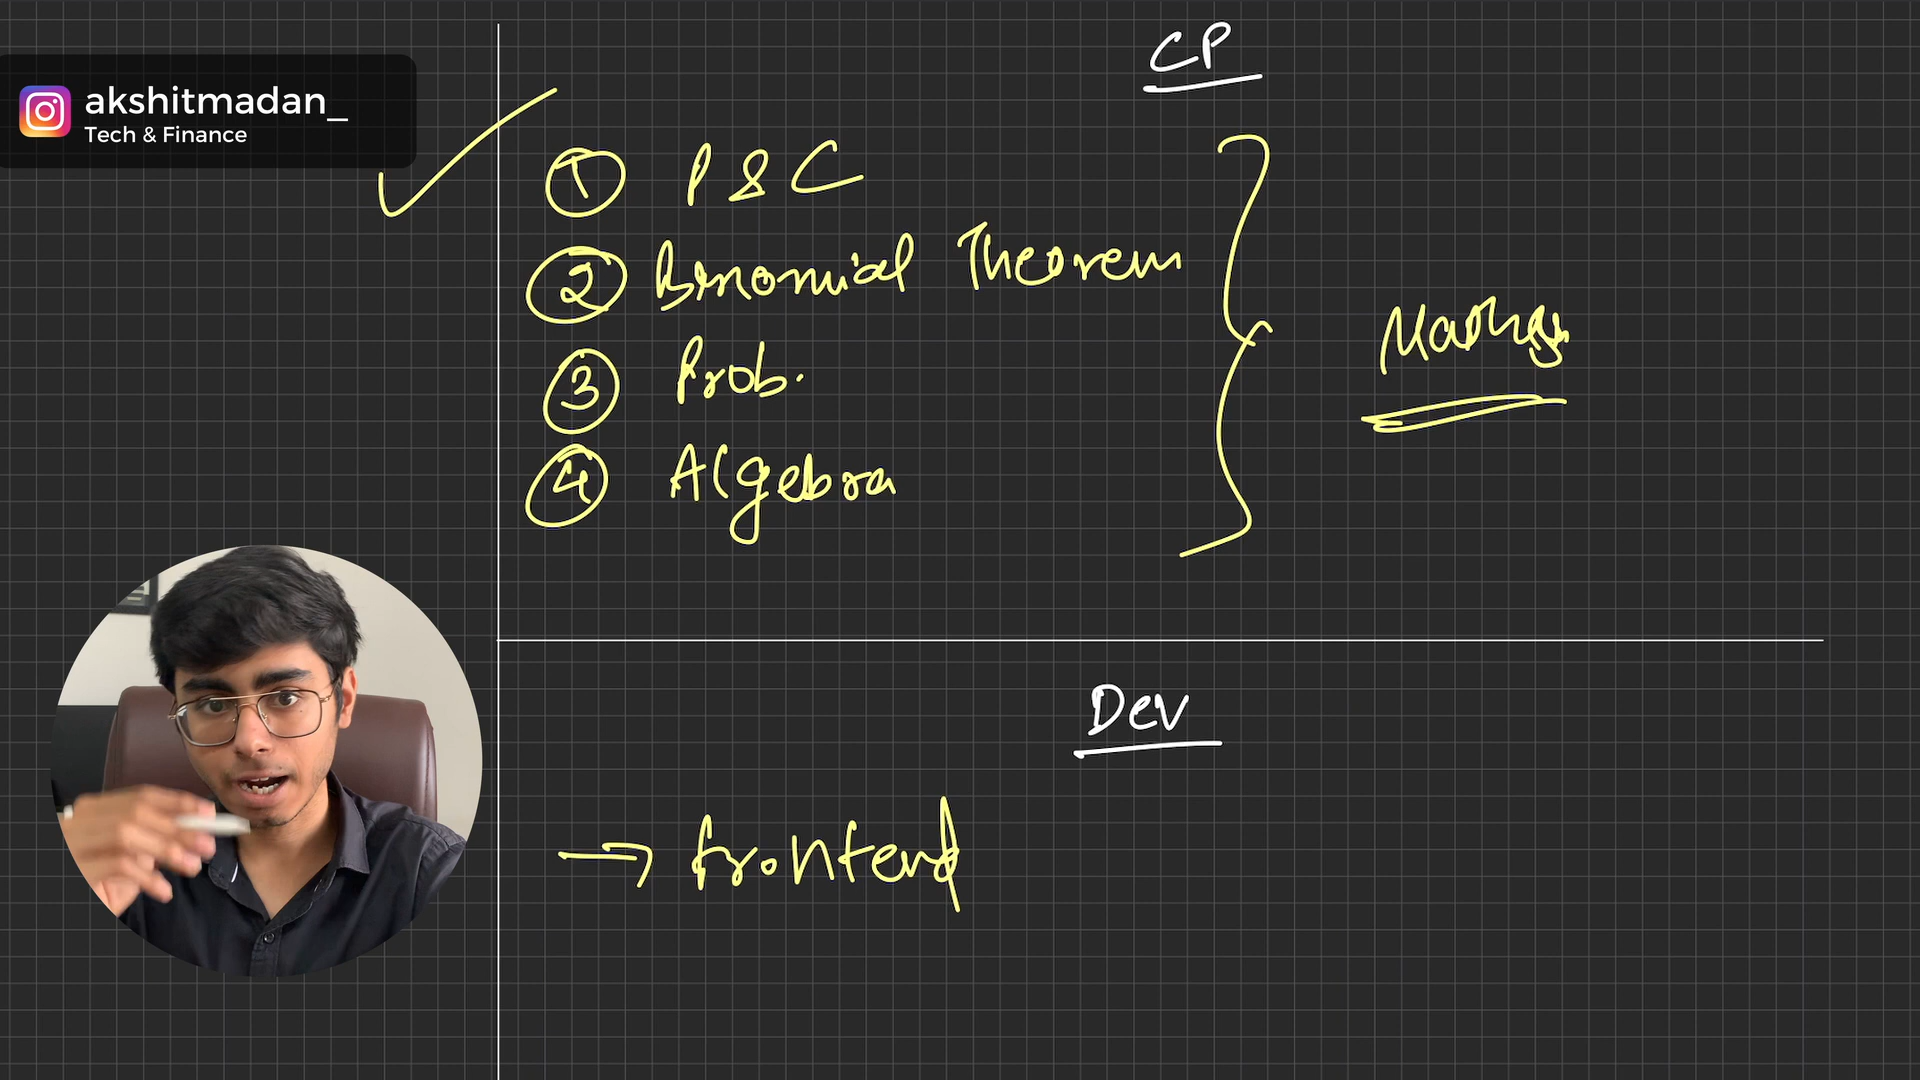 akshitmadan_
Tech & Finance
CP
1 P & C
2 Binomial Theorem
3 Prob.
4 Algebra
Maths
Dev
→ frontend